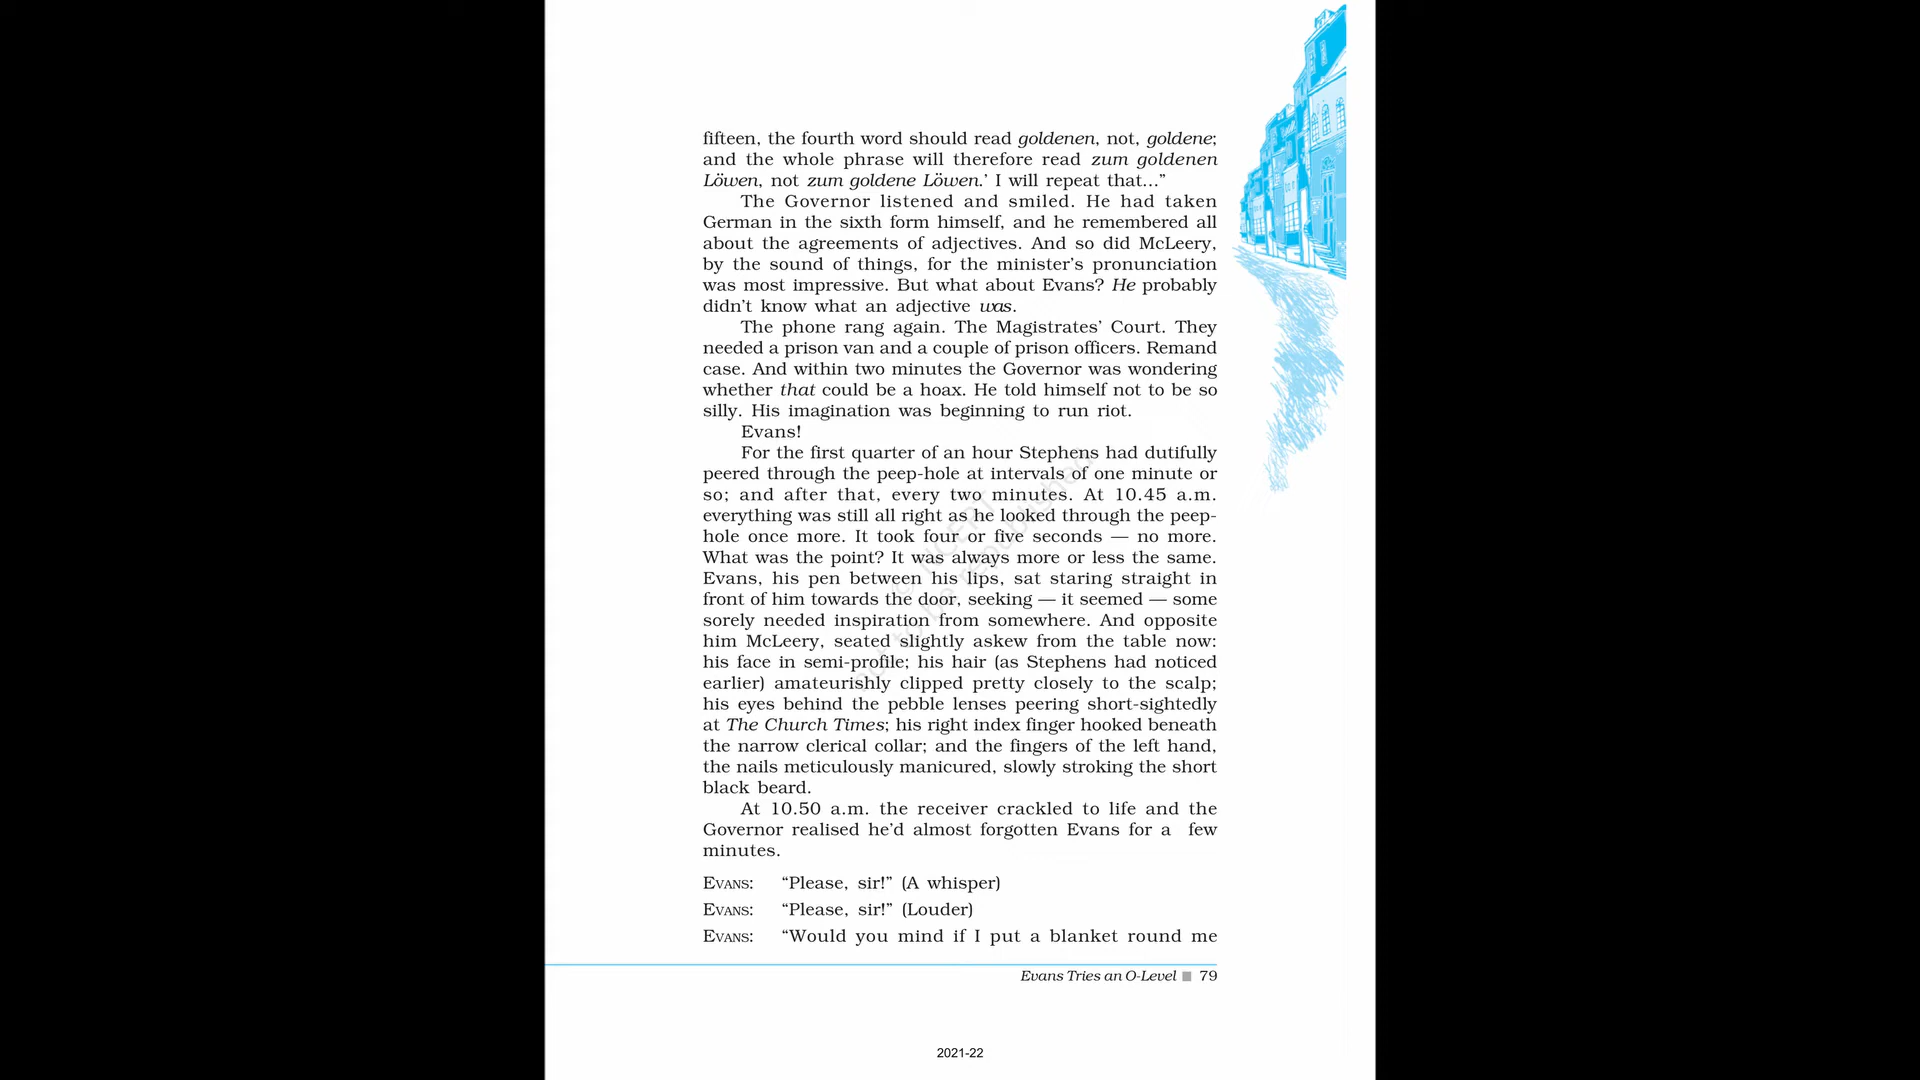 fifteen, the fourth word should read goldenen, not, goldene;
and the whole phrase will therefore read zum goldenen
Löwen, not zum goldene Löwen.’ I will repeat that...”
The Governor listened and smiled. He had taken
German in the sixth form himself, and he remembered all
about the agreements of adjectives. And so did McLeery,
by the sound of things, for the minister’s pronunciation
was most impressive. But what about Evans? He probably
didn’t know what an adjective was.
The phone rang again. The Magistrates’ Court. They
needed a prison van and a couple of prison officers. Remand
case. And within two minutes the Governor was wondering
whether that could be a hoax. He told himself not to be so
silly. His imagination was beginning to run riot.
Evans!
For the first quarter of an hour Stephens had dutifully
peered through the peep-hole at intervals of one minute or
so; and after that, every two minutes. At 10.45 a.m.
everything was still all right as he looked through the peep-
hole once more. It took four or five seconds — no more.
What was the point? It was always more or less the same.
Evans, his pen between his lips, sat staring straight in
front of him towards the door, seeking — it seemed — some
sorely needed inspiration from somewhere. And opposite
him McLeery, seated slightly askew from the table now:
his face in semi-profile; his hair (as Stephens had noticed
earlier) amateurishly clipped pretty closely to the scalp;
his eyes behind the pebble lenses peering short-sightedly
at The Church Times; his right index finger hooked beneath
the narrow clerical collar; and the fingers of the left hand,
the nails meticulously manicured, slowly stroking the short
black beard.
At 10.50 a.m. the receiver crackled to life and the
Governor realised he’d almost forgotten Evans for a few
minutes.
EVANS: “Please, sir!” (A whisper)
EVANS: “Please, sir!” (Louder)
EVANS: “Would you mind if I put a blanket round me
Evans Tries an O-Level ■ 79
© NCERT
not to be republished
2021-22